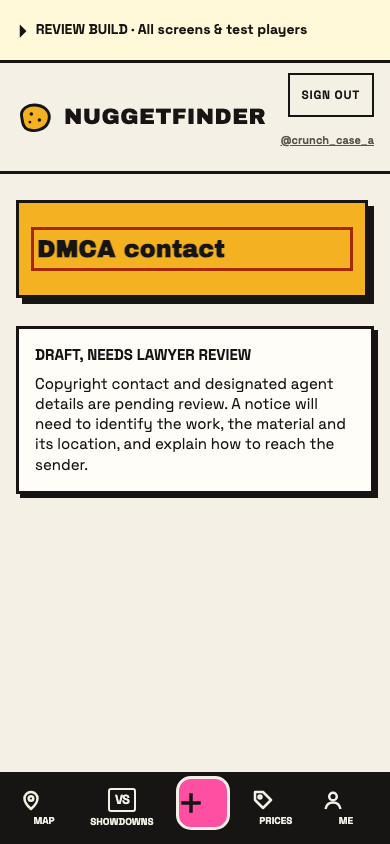 REVIEW BUILD · All screens & test players
NUGGETFINDER
SIGN OUT
@crunch_case_a
DMCA contact
DRAFT, NEEDS LAWYER REVIEW
Copyright contact and designated agent
details are pending review. A notice will
need to identify the work, the material and
its location, and explain how to reach the
sender.
MAP
VS
SHOWDOWNS
+
PRICES
ME